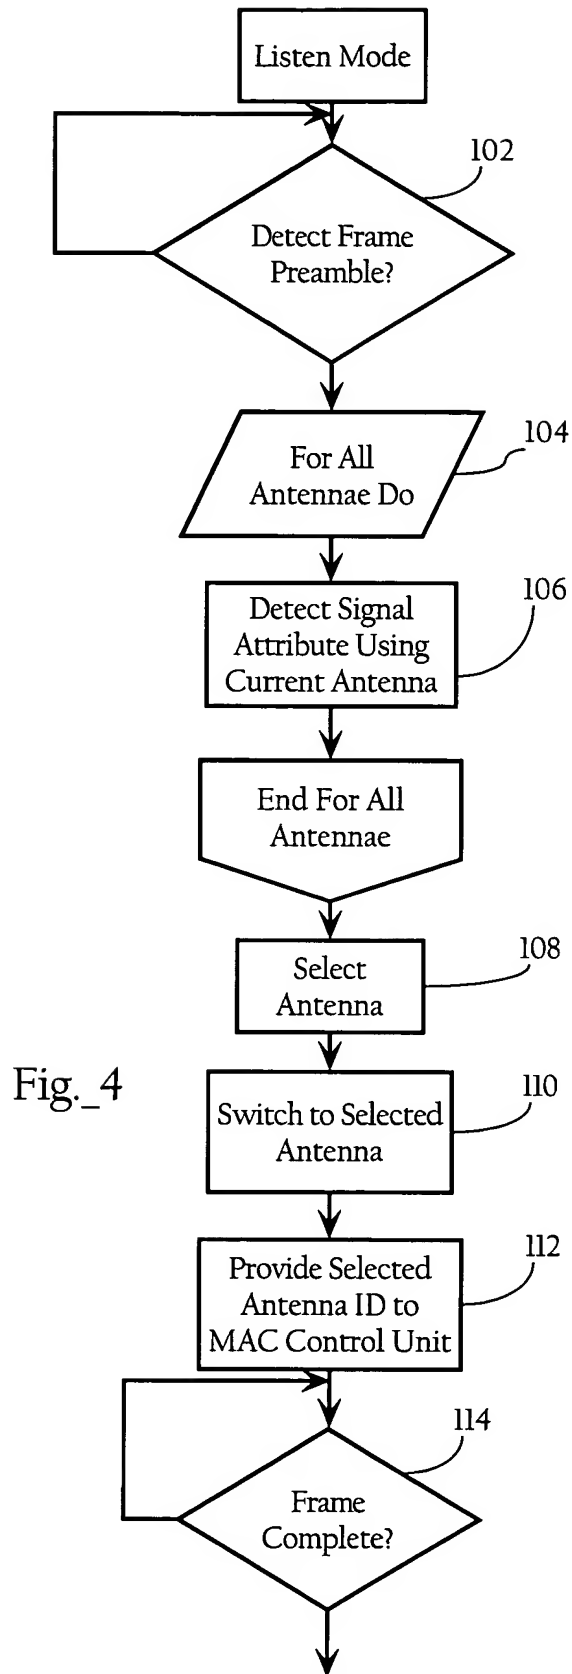 Listen Mode
102
Detect Frame
Preamble?
104
For All
Antennae Do
106
Detect Signal
Attribute Using
Current Antenna
End For All
Antennae
108
Select
Antenna
Fig._4
110
Switch to Selected
Antenna
112
Provide Selected
Antenna ID to
MAC Control Unit
114
Frame
Complete?